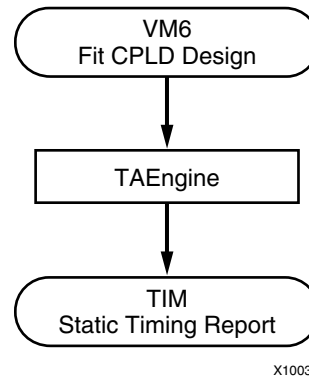 VM6
Fit CPLD Design
TAEngine
TIM
Static Timing Report
X1003